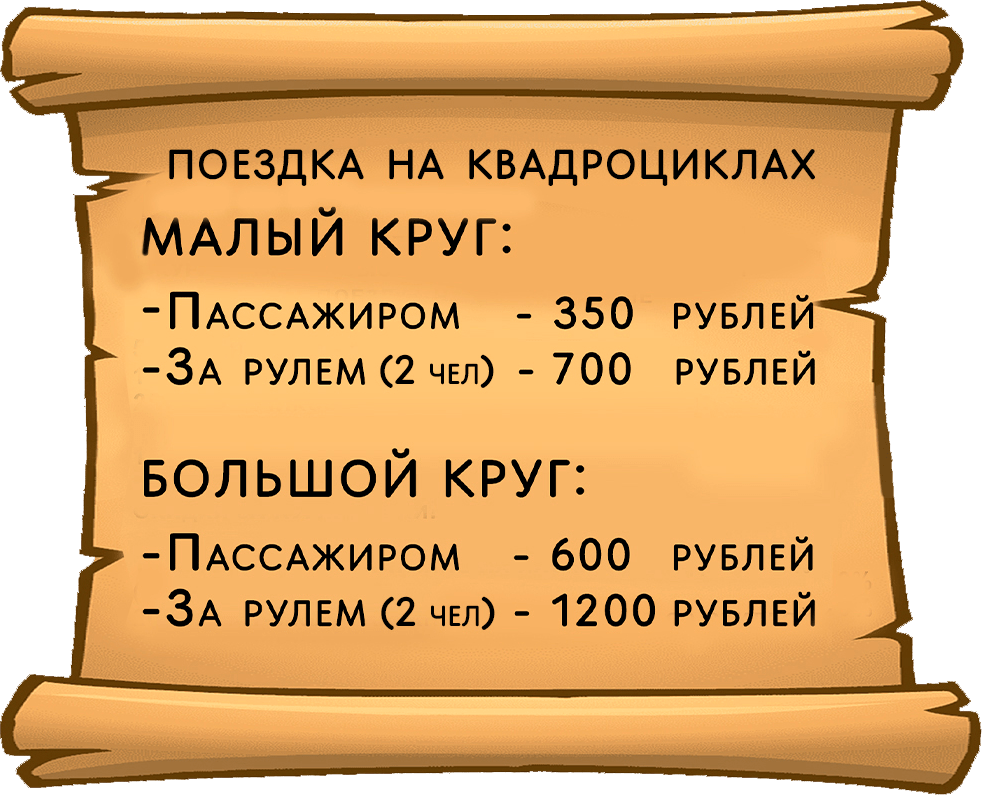 ПОЕЗДКА НА КВАДРОЦИКЛАХ
МАЛЫЙ КРУГ:
-ПАССАЖИРОМ - 350 РУБЛЕЙ
-ЗА РУЛЕМ (2 ЧЕЛ) - 700 РУБЛЕЙ
БОЛЬШОЙ КРУГ:
-ПАССАЖИРОМ - 600 РУБЛЕЙ
-ЗА РУЛЕМ (2 ЧЕЛ) - 1200 РУБЛЕЙ